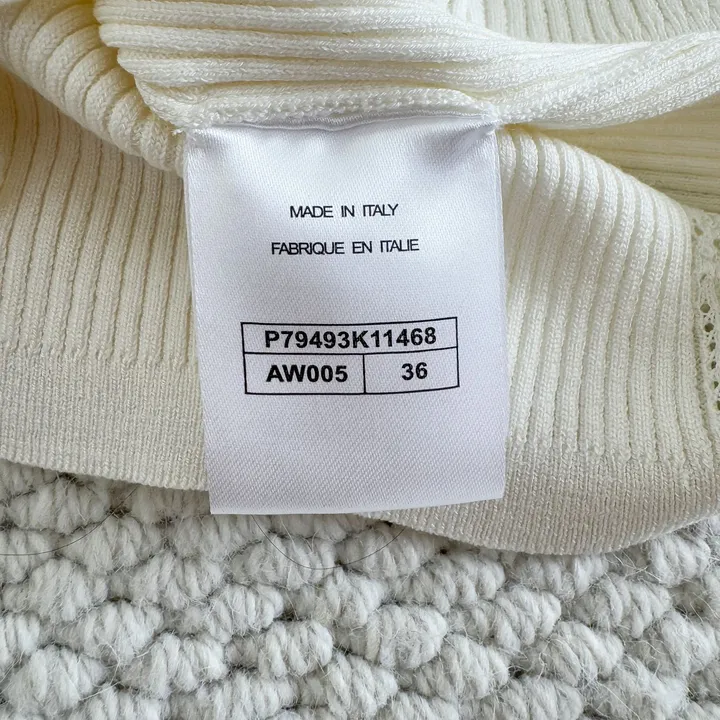 MADE IN ITALY
FABRIQUE EN ITALIE
P79493K11468
AW005 36